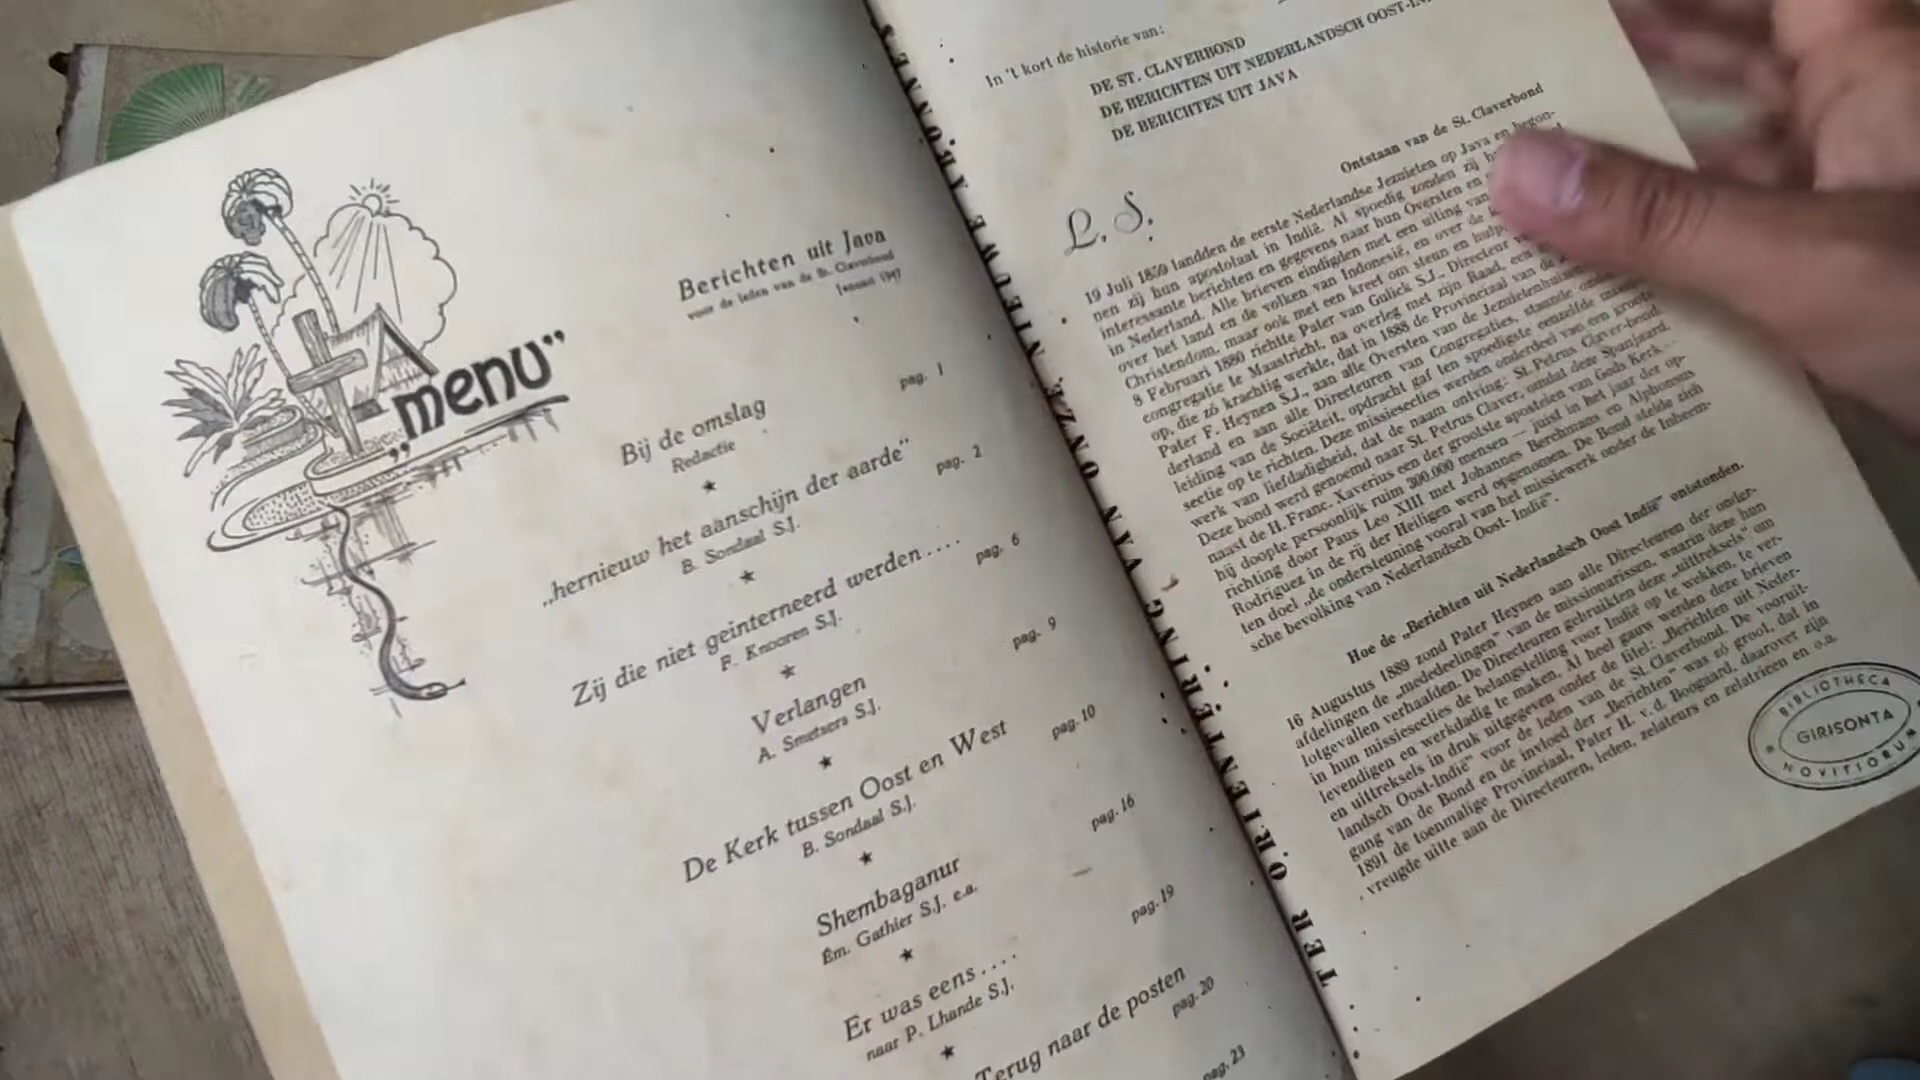 „menu”
Berichten uit Java
voor de leden van de St. Claverbond
Januari 1947
Bij de omslag pag. 1
Redactie
„hernieuw het aanschijn der aarde” pag. 2
B. Sondaal S.J.
Zij die niet geinterneerd werden.... pag. 6
F. Knooren S.J.
Verlangen pag. 9
A. Smetsers S.J.
De Kerk tussen Oost en West pag. 10
B. Sondaal S.J.
Shembaganur pag. 16
Em. Gathier S.J. e.a.
Er was eens.... pag. 19
naar P. Lhande S.J.
Terug naar de posten pag. 20
pag. 23
TER ORIENTERING VAN ONZE NIEUWE ABONNÉ'S
In 't kort de historie van:
DE ST. CLAVERBOND
DE BERICHTEN UIT NEDERLANDSCH OOST-
DE BERICHTEN UIT JAVA
Ontstaan van de St. Claverbond
L. S.
19 Juli 1859 landden de eerste Nederlandse Jezuieten op Java en begon-
nen zij hun apostolaat in Indië. Al spoedig zonden zij
interessante berichten en gegevens naar hun Oversten en
in Nederland. Alle brieven eindigden met een uiting van
over het land en de volken van Indonesië, en over de
Christendom, maar ook met een kreet om steun en hulp
8 Februari 1880 richtte Pater van Gulick S.J., Directeur
congregatie te Maastricht, na overleg met zijn Raad, een
op, die zó krachtig werkte, dat in 1888 de Provinciaal van de
Pater F. Heynen S.J., aan alle Oversten van de Jezuietenhuizen
derland en aan alle Directeuren van Congregaties, staande
leiding van de Sociëteit, opdracht gaf ten spoedigste eenzelfde
sectie op te richten. Deze missiesecties werden onderdeel van een groots
werk van liefdadigheid, dat de naam ontving: St. Petrus Claver-bond.
Deze bond werd genoemd naar St. Petrus Claver, omdat deze Spanjaard,
naast de H. Franc. Xaverius een der grootste apostelen van Gods Kerk —
hij doopte persoonlijk ruim 300.000 mensen — juist in het jaar der op-
richting door Paus Leo XIII met Johannes Berchmans en Alphonsus
Rodriguez in de rij der Heiligen werd opgenomen. De Bond stelde zich
ten doel „de ondersteuning vooral van het missiewerk onder de Inheem-
sche bevolking van Nederlandsch Oost-Indië”.
Hoe de „Berichten uit Nederlandsch Oost Indië” ontstonden.
16 Augustus 1889 zond Pater Heynen aan alle Directeuren der onder-
afdelingen de „mededeelingen” van de missionarissen, waarin deze hun
lotgevallen verhaalden. De Directeuren gebruikten deze „uittreksels” om
in hun missiesecties de belangstelling voor Indië op te wekken, te ver-
levendigen en werkdadig te maken. Al heel gauw werden deze brieven
en uittreksels in druk uitgegeven onder de titel: „Berichten uit Neder-
landsch Oost-Indië” voor de leden van de St. Claverbond. De vooruit-
gang van de Bond en de invloed der „Berichten” was zó groot, dat in
1891 de toenmalige Provinciaal, Pater H. v. d. Boogaard, daarover zijn
vreugde uitte aan de Directeuren, leden, zelateurs en zelatricen en o.a.
BIBLIOTHECA
GIRISONTA
NOVITIORUM